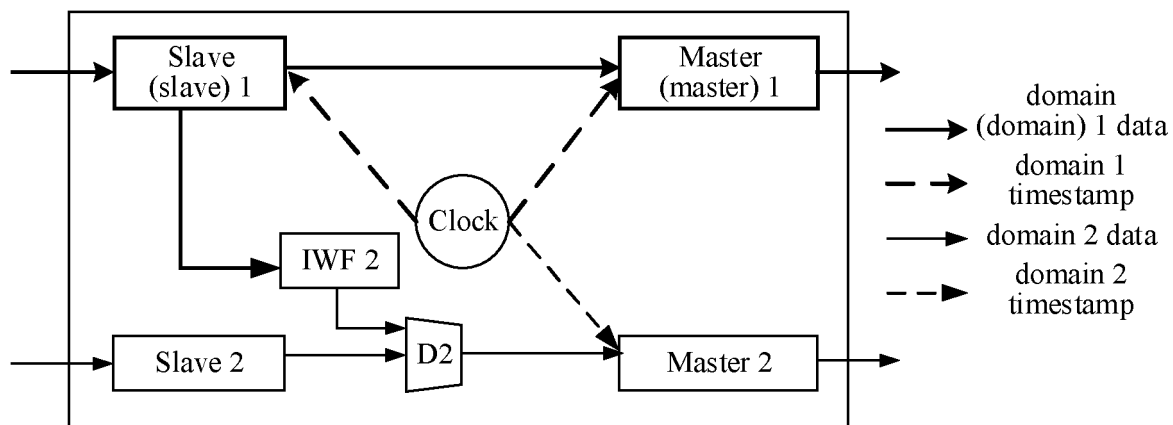 Slave
(slave) 1
Master
(master) 1
Clock
IWF 2
Slave 2
D2
Master 2
domain
(domain) 1 data
domain 1
timestamp
domain 2 data
domain 2
timestamp